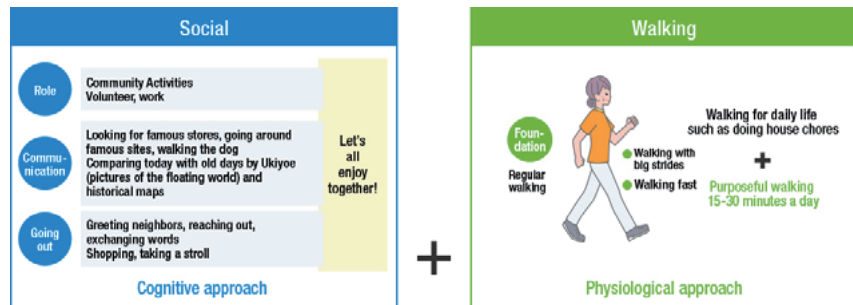 Social
Role
Community Activities
Volunteer, work
Commu-
nication
Looking for famous stores, going around
famous sites, walking the dog
Comparing today with old days by Ukiyoe
(pictures of the floating world) and
historical maps
Going
out
Greeting neighbors, reaching out,
exchanging words
Shopping, taking a stroll
Let's
all
enjoy
together!
Cognitive approach
+
Walking
Foun-
dation
Regular
walking
Walking with
big strides
Walking fast
Walking for daily life
such as doing house chores
+
Purposeful walking
15-30 minutes a day
Physiological approach